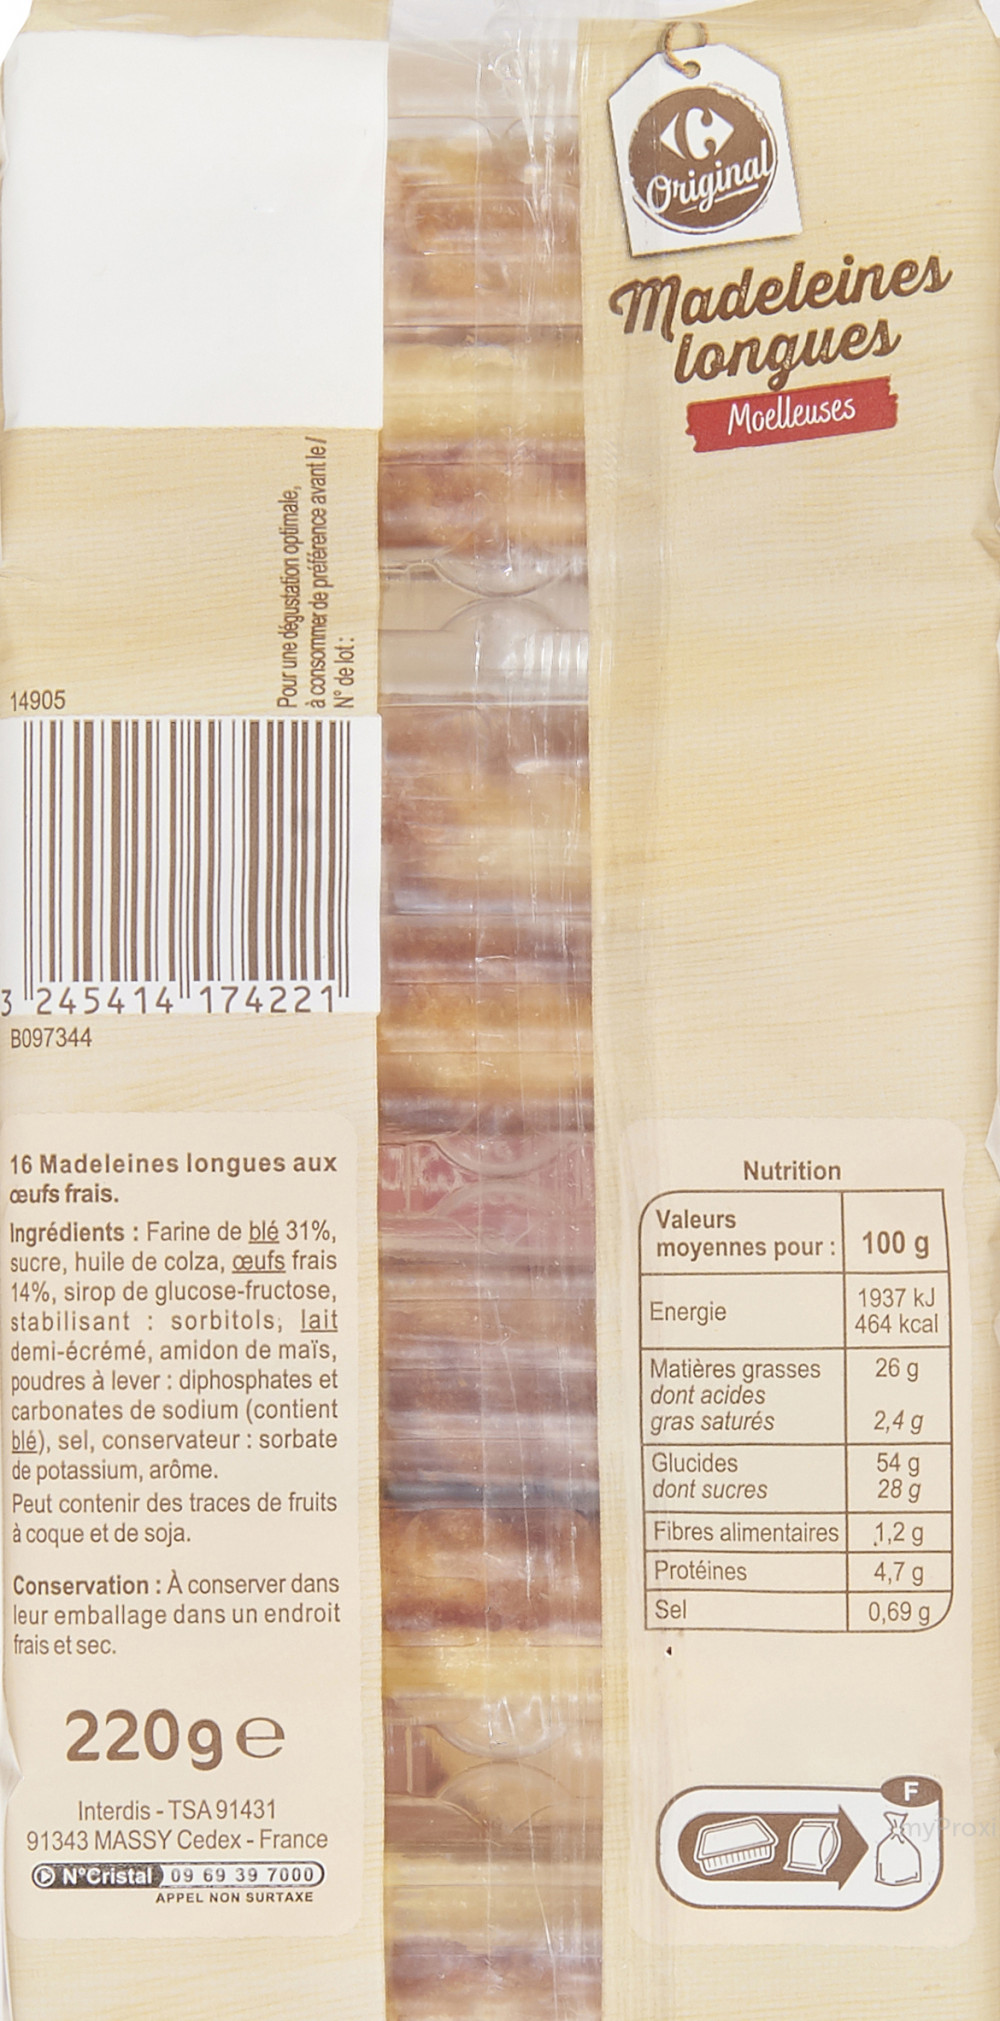 Original
Madeleines
longues
Moelleuses
Pour une dégustation optimale,
à consommer de préférence avant le /
N° de lot :
14905
3 245414 174221
B097344
16 Madeleines longues aux
œufs frais.
Ingrédients : Farine de blé 31%,
sucre, huile de colza, œufs frais
14%, sirop de glucose-fructose,
stabilisant : sorbitols, lait
demi-écrémé, amidon de maïs,
poudres à lever : diphosphates et
carbonates de sodium (contient
blé), sel, conservateur : sorbate
de potassium, arôme.
Peut contenir des traces de fruits
à coque et de soja.
Conservation : À conserver dans
leur emballage dans un endroit
frais et sec.
220g e
Interdis - TSA 91431
91343 MASSY Cedex - France
N°Cristal 09 69 39 7000
APPEL NON SURTAXE
Nutrition
Valeurs
moyennes pour : 100 g
Energie 1937 kJ
464 kcal
Matières grasses 26 g
dont acides
gras saturés 2,4 g
Glucides 54 g
dont sucres 28 g
Fibres alimentaires 1,2 g
Protéines 4,7 g
Sel 0,69 g
F
myProxi